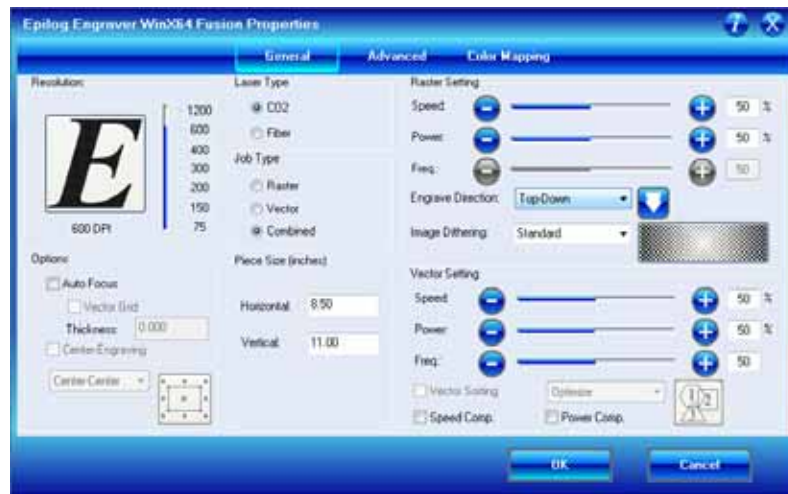 Epilog Engraver WinX64 Fusion Properties
General Advanced Color Mapping
Resolution:
E
1200
600
400
300
200
150
75
600 DPI
Options
Auto Focus
Vector Grid
Thickness: 0.000
Center-Engraving
Center-Center
Laser Type
CO2
Fiber
Job Type
Raster
Vector
Combined
Piece Size (inches)
Horizontal: 8.50
Vertical: 11.00
Raster Setting
Speed: 50 %
Power: 50 %
Freq.: 50
Engrave Direction: Top-Down
Image Dithering: Standard
Vector Setting
Speed: 50 %
Power: 50 %
Freq.: 50
Vector Sorting Optimize
1 2 3
Speed Comp. Power Comp.
OK Cancel